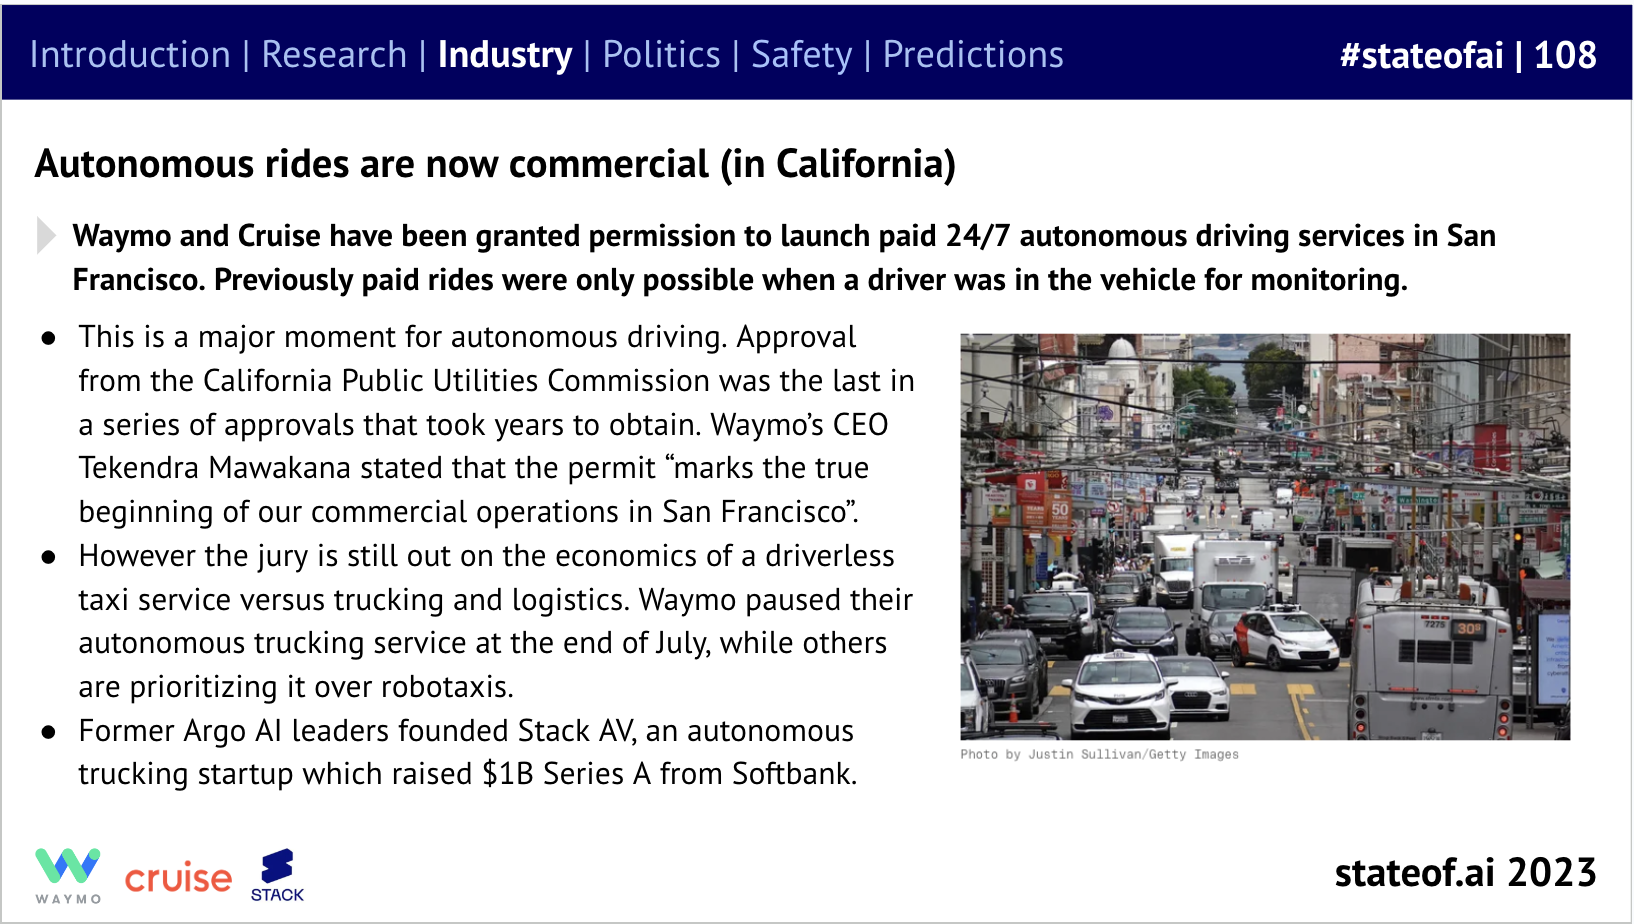 Introduction | Research | Industry | Politics | Safety | Predictions
#stateofai | 108
Autonomous rides are now commercial (in California)
Waymo and Cruise have been granted permission to launch paid 24/7 autonomous driving services in San
Francisco. Previously paid rides were only possible when a driver was in the vehicle for monitoring.
● This is a major moment for autonomous driving. Approval
from the California Public Utilities Commission was the last in
a series of approvals that took years to obtain. Waymo’s CEO
Tekendra Mawakana stated that the permit “marks the true
beginning of our commercial operations in San Francisco”.
● However the jury is still out on the economics of a driverless
taxi service versus trucking and logistics. Waymo paused their
autonomous trucking service at the end of July, while others
are prioritizing it over robotaxis.
● Former Argo AI leaders founded Stack AV, an autonomous
trucking startup which raised $1B Series A from Softbank.
50
YEARS
Washington
7275
30
Photo by Justin Sullivan/Getty Images
WAYMO
cruise
STACK
stateof.ai 2023